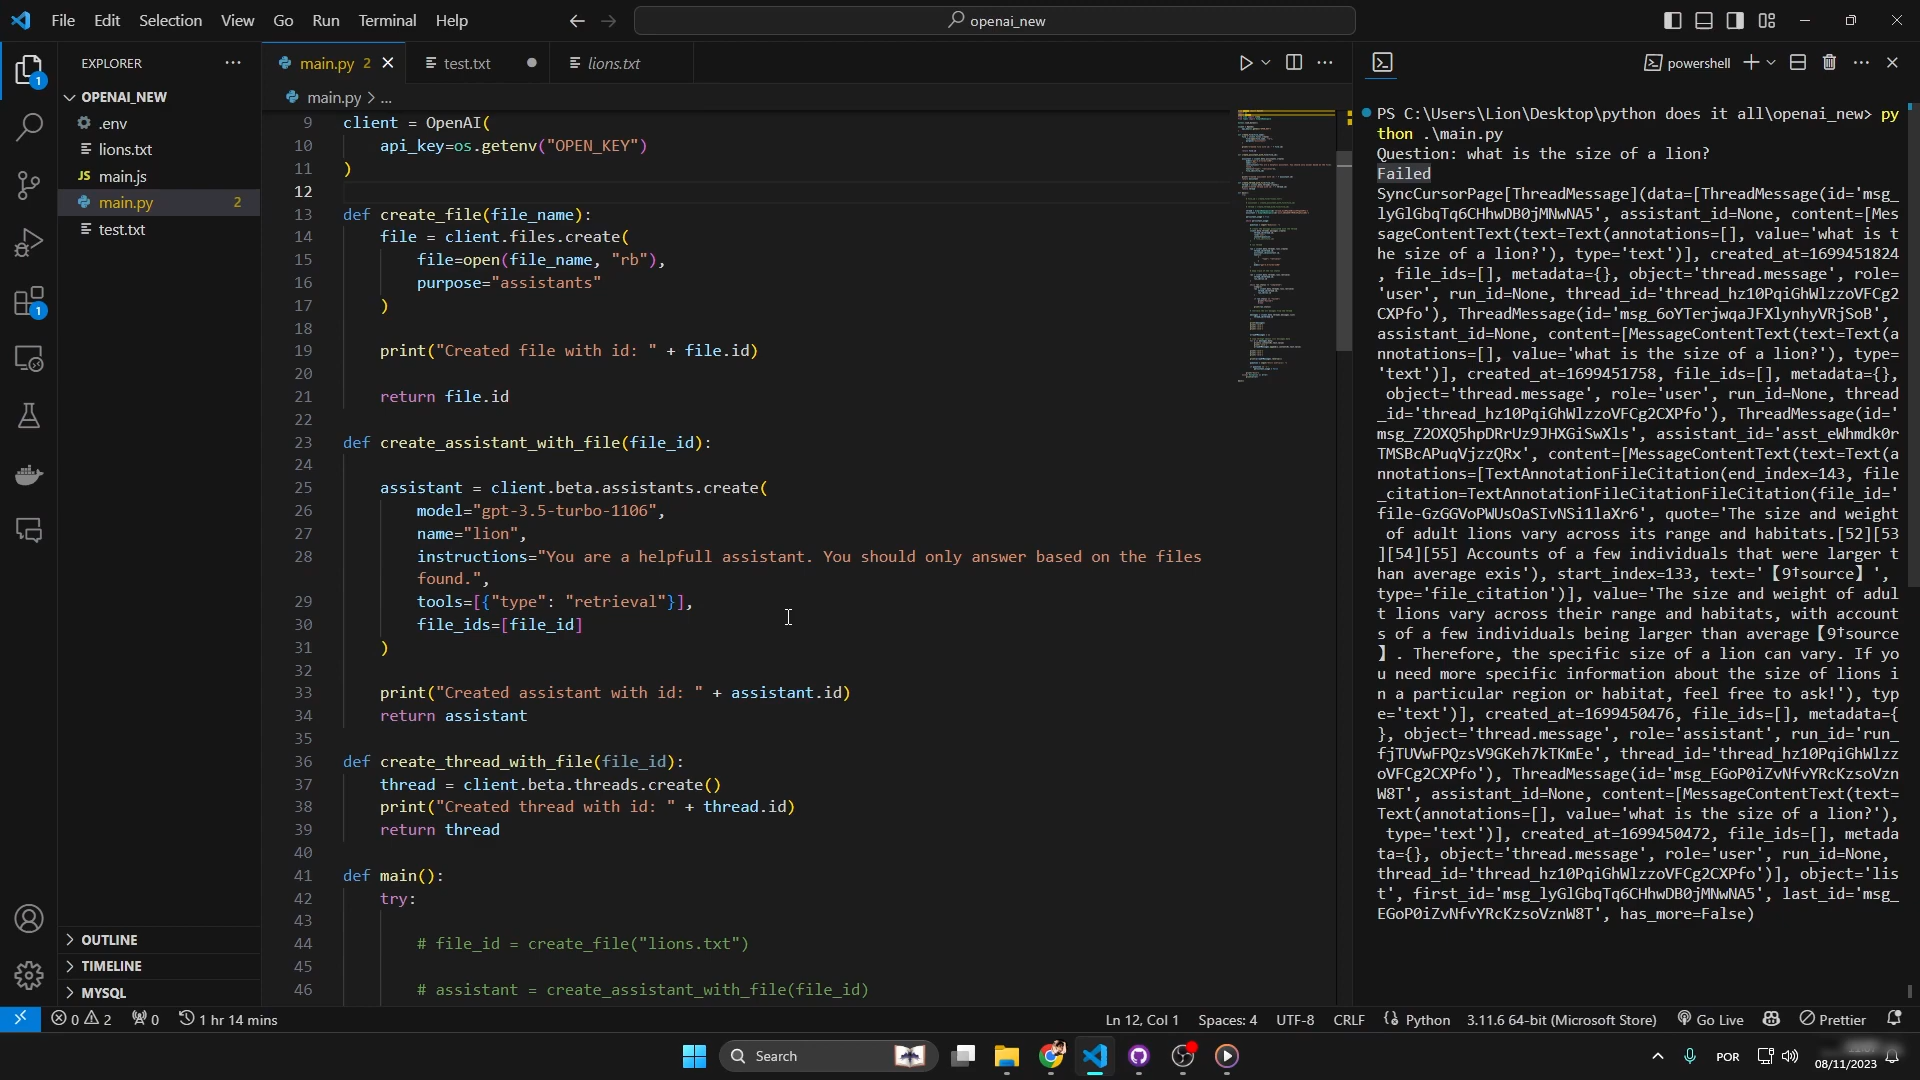 File Edit Selection View Go Run Terminal Help
openai_new
EXPLORER
OPENAI_NEW
.env
lions.txt
JS main.js
main.py 2
test.txt
OUTLINE
TIMELINE
MYSQL
1
1
main.py 2
test.txt
lions.txt
main.py > ...
9 client = OpenAI(
10 api_key=os.getenv("OPEN_KEY")
11 )
12
13 def create_file(file_name):
14 file = client.files.create(
15 file=open(file_name, "rb"),
16 purpose="assistants"
17 )
18
19 print("Created file with id: " + file.id)
20
21 return file.id
22
23 def create_assistant_with_file(file_id):
24
25 assistant = client.beta.assistants.create(
26 model="gpt-3.5-turbo-1106",
27 name="lion",
28 instructions="You are a helpfull assistant. You should only answer based on the files
found.",
29 tools=[{"type": "retrieval"}],
30 file_ids=[file_id]
31 )
32
33 print("Created assistant with id: " + assistant.id)
34 return assistant
35
36 def create_thread_with_file(file_id):
37 thread = client.beta.threads.create()
38 print("Created thread with id: " + thread.id)
39 return thread
40
41 def main():
42 try:
43
44 # file_id = create_file("lions.txt")
45
46 # assistant = create_assistant_with_file(file_id)
powershell
PS C:\Users\Lion\Desktop\python does it all\openai_new> py
thon .\main.py
Question: what is the size of a lion?
Failed
SyncCursorPage[ThreadMessage](data=[ThreadMessage(id='msg_
lyGlGbqTq6CHhwDB0jMNwNA5', assistant_id=None, content=[Mes
sageContentText(text=Text(annotations=[], value='what is t
he size of a lion?'), type='text')], created_at=1699451824
, file_ids=[], metadata={}, object='thread.message', role=
'user', run_id=None, thread_id='thread_hz10PqiGhWlzzoVFCg2
CXPfo'), ThreadMessage(id='msg_6oYTerjwqaJFXlynhyVRjSoB',
assistant_id=None, content=[MessageContentText(text=Text(a
nnotations=[], value='what is the size of a lion?'), type=
'text')], created_at=1699451758, file_ids=[], metadata={},
object='thread.message', role='user', run_id=None, thread
_id='thread_hz10PqiGhWlzzoVFCg2CXPfo'), ThreadMessage(id='
msg_Z2OXQ5hpDRrUz9JHXGiSwXls', assistant_id='asst_eWhmdk0r
TMSBcAPuqVjzzQRx', content=[MessageContentText(text=Text(a
nnotations=[TextAnnotationFileCitation(end_index=143, file
_citation=TextAnnotationFileCitationFileCitation(file_id='
file-GzGGVoPWUsOaSIvNSi1laXr6', quote='The size and weight
of adult lions vary across its range and habitats.[52][53
][54][55] Accounts of a few individuals that were larger t
han average exis'), start_index=133, text='【9†source】',
type='file_citation')], value='The size and weight of adul
t lions vary across their range and habitats, with account
s of a few individuals being larger than average【9†source
】. Therefore, the specific size of a lion can vary. If yo
u need more specific information about the size of lions i
n a particular region or habitat, feel free to ask!'), typ
e='text')], created_at=1699450476, file_ids=[], metadata={
}, object='thread.message', role='assistant', run_id='run_
fjTUVwFPQzsV9GKeh7kTKmEe', thread_id='thread_hz10PqiGhWlzz
oVFCg2CXPfo'), ThreadMessage(id='msg_EGoP0iZvNfvYRcKzsoVzn
W8T', assistant_id=None, content=[MessageContentText(text=
Text(annotations=[], value='what is the size of a lion?'),
type='text')], created_at=1699450472, file_ids=[], metada
ta={}, object='thread.message', role='user', run_id=None,
thread_id='thread_hz10PqiGhWlzzoVFCg2CXPfo')], object='lis
t', first_id='msg_lyGlGbqTq6CHhwDB0jMNwNA5', last_id='msg_
EGoP0iZvNfvYRcKzsoVznW8T', has_more=False)
0 2 0 1 hr 14 mins
Ln 12, Col 1 Spaces: 4 UTF-8 CRLF Python 3.11.6 64-bit (Microsoft Store) Go Live Prettier
Search
POR
08/11/2023